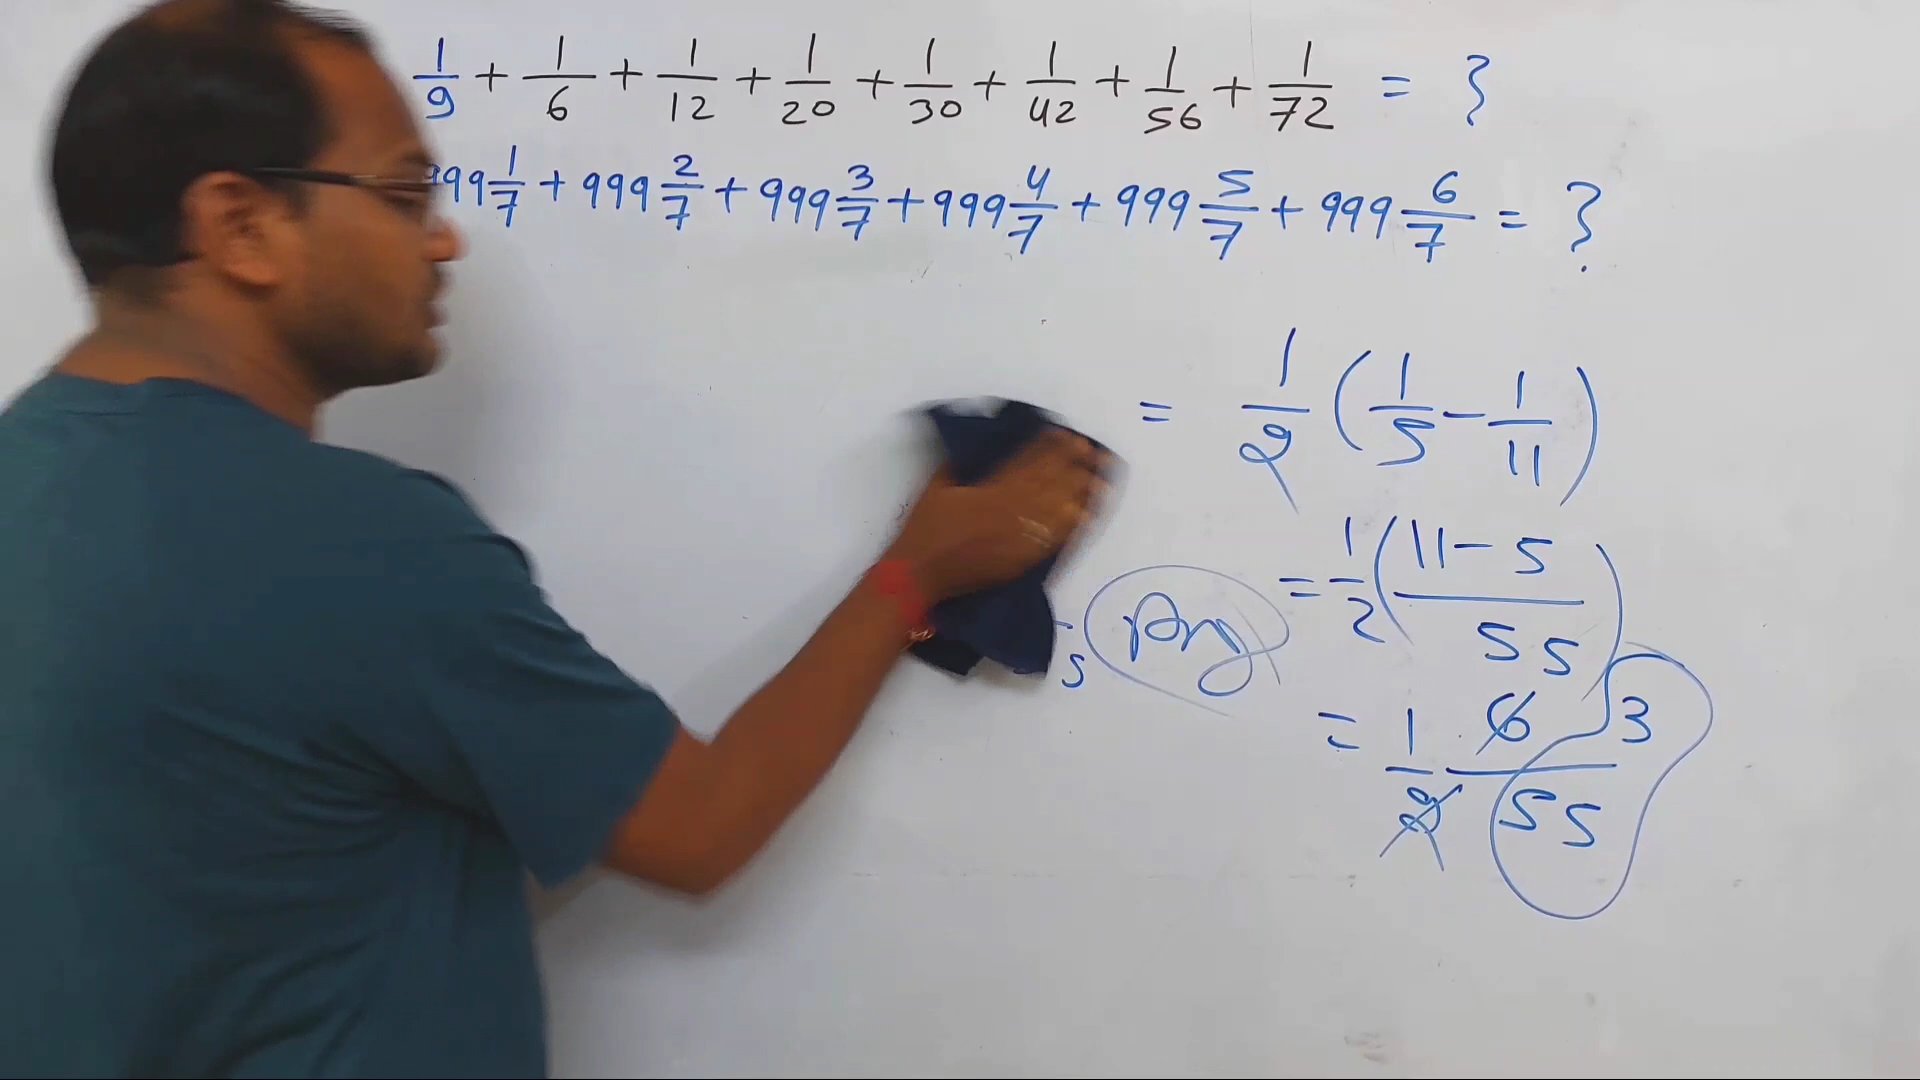 1/9 + 1/6 + 1/12 + 1/20 + 1/30 + 1/42 + 1/56 + 1/72 = ?
999 1/7 + 999 2/7 + 999 3/7 + 999 4/7 + 999 5/7 + 999 6/7 = ?
= 1/2 (1/5 - 1/11)
= 1/2 ((11 - 5)/55)
5 Ans
= 1/2 6/55 3